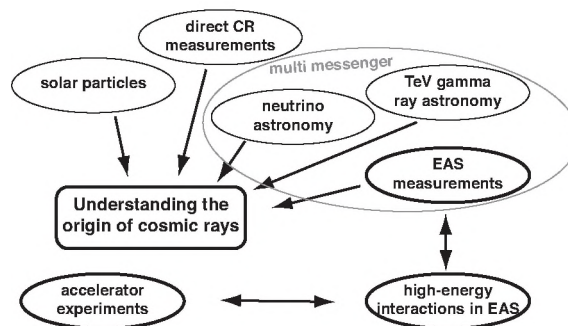 direct CR
measurements
solar particles
multi messenger
TeV gamma
ray astronomy
neutrino
astronomy
EAS
measurements
Understanding the
origin of cosmic rays
accelerator
experiments
high-energy
interactions in EAS